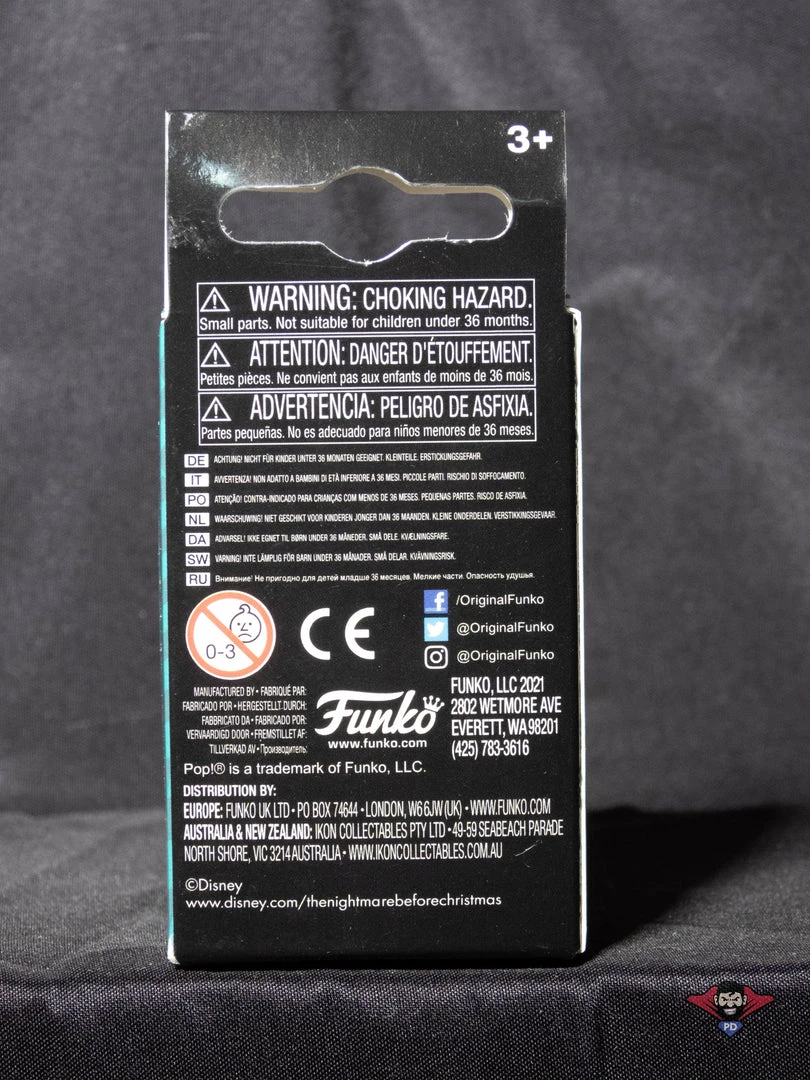 3+
WARNING: CHOKING HAZARD.
Small parts. Not suitable for children under 36 months.
ATTENTION: DANGER D'ÉTOUFFEMENT.
Petites pièces. Ne convient pas aux enfants de moins de 36 mois.
ADVERTENCIA: PELIGRO DE ASFIXIA.
Partes pequeñas. No es adecuado para niños menores de 36 meses.
DE ACHTUNG! NICHT FÜR KINDER UNTER 36 MONATEN GEEIGNET. KLEINTEILE. ERSTICKUNGSGEFAHR.
IT AVVERTENZA! NON ADATTO A BAMBINI DI ETÀ INFERIORE A 36 MESI. PICCOLE PARTI. RISCHIO DI SOFFOCAMENTO.
PO ATENÇÃO! CONTRA-INDICADO PARA CRIANÇAS COM MENOS DE 36 MESES. PEQUENAS PARTES. RISCO DE ASFIXIA.
NL WAARSCHUWING! NIET GESCHIKT VOOR KINDEREN JONGER DAN 36 MAANDEN. KLEINE ONDERDELEN. VERSTIKKINGSGEVAAR.
DA ADVARSEL! IKKE EGNET TIL BØRN UNDER 36 MÅNEDER. SMÅ DELE. KVÆLNINGSFARE.
SW VARNING! INTE LÄMPLIG FÖR BARN UNDER 36 MÅNADER. SMÅ DELAR. KVÄVNINGSRISK.
RU Внимание! Не пригодно для детей младше 36 месяцев. Мелкие части. Опасность удушья.
0-3
CE
/OriginalFunko
@OriginalFunko
@OriginalFunko
MANUFACTURED BY • FABRIQUÉ PAR:
FABRICADO POR • HERGESTELLT DURCH:
FABBRICATO DA • FABRICADO POR:
VERVAARDIGD DOOR • FREMSTILLET AF:
TILLVERKAD AV • Производитель:
Funko
www.funko.com
FUNKO, LLC 2021
2802 WETMORE AVE
EVERETT, WA 98201
(425) 783-3616
Pop!® is a trademark of Funko, LLC.
DISTRIBUTION BY:
EUROPE: FUNKO UK LTD • PO BOX 74644 • LONDON, W6 6JW (UK) • WWW.FUNKO.COM
AUSTRALIA & NEW ZEALAND: IKON COLLECTABLES PTY LTD • 49-59 SEABEACH PARADE
NORTH SHORE, VIC 3214 AUSTRALIA • WWW.IKONCOLLECTABLES.COM.AU
©Disney
www.disney.com/thenightmarebeforechristmas
PD